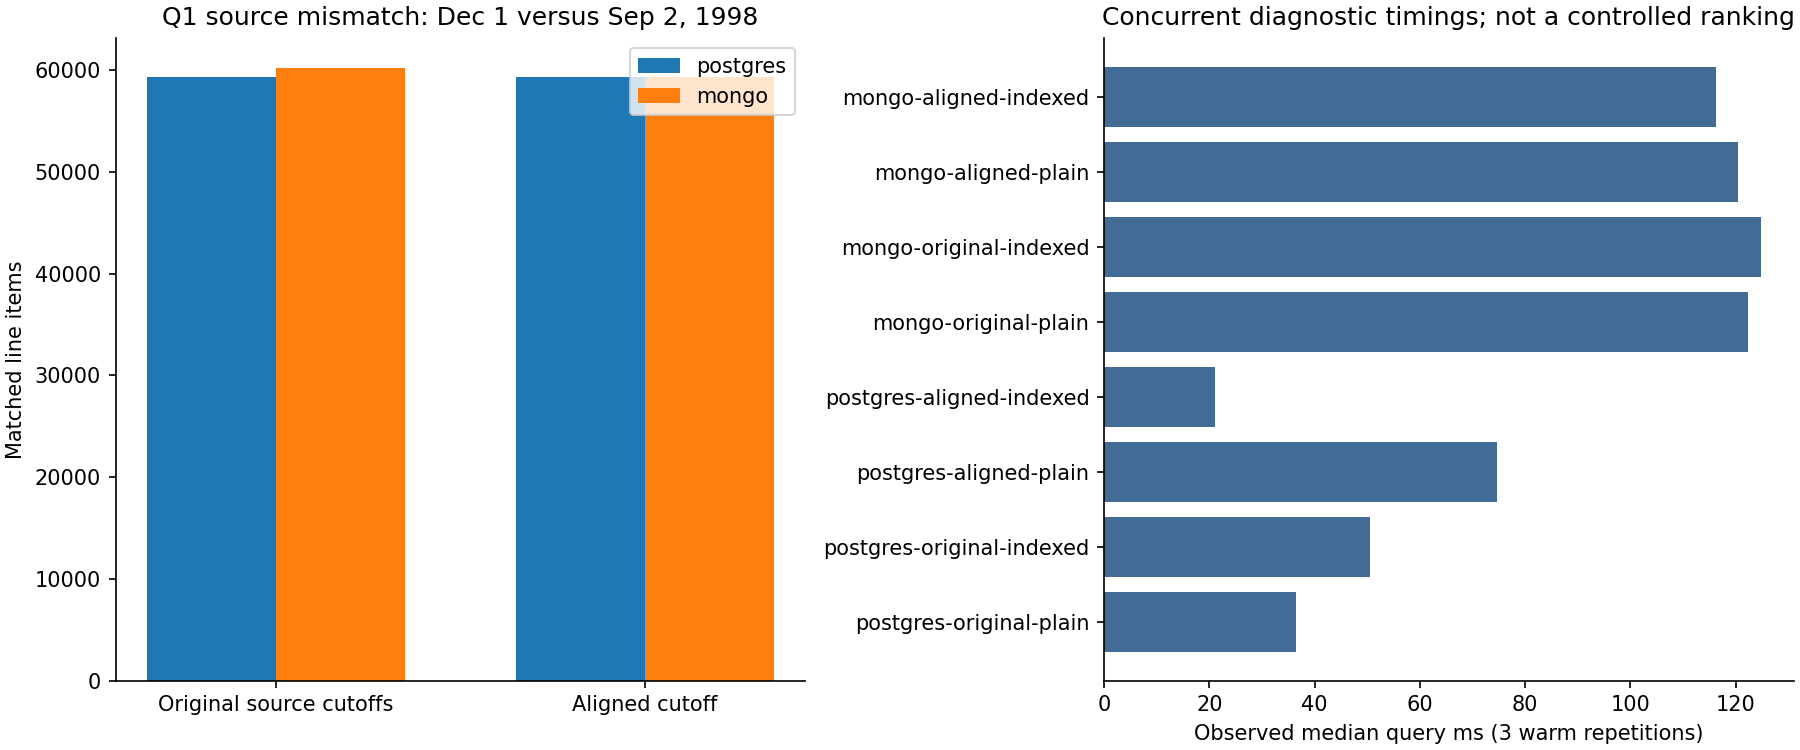 Q1 source mismatch: Dec 1 versus Sep 2, 1998
Matched line items
60000
50000
40000
30000
20000
10000
0
Original source cutoffs
Aligned cutoff
postgres
mongo
Concurrent diagnostic timings; not a controlled ranking
mongo-aligned-indexed
mongo-aligned-plain
mongo-original-indexed
mongo-original-plain
postgres-aligned-indexed
postgres-aligned-plain
postgres-original-indexed
postgres-original-plain
0 20 40 60 80 100 120
Observed median query ms (3 warm repetitions)